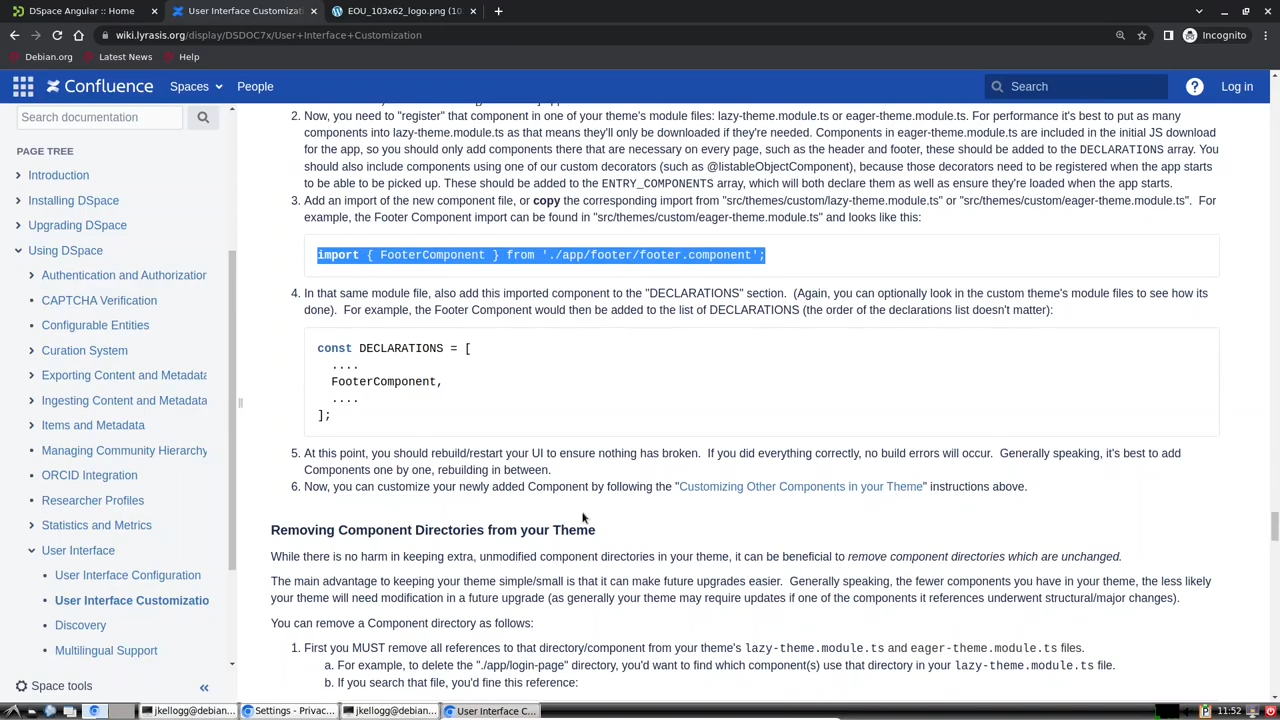 DSpace Angular :: Home
User Interface Customizati
EOU_103x62_logo.png (10
wiki.lyrasis.org/display/DSDOC7x/User+Interface+Customization
Incognito
Debian.org
Latest News
Help
Confluence
Spaces
People
Search
Log in
Search documentation
PAGE TREE
Introduction
Installing DSpace
Upgrading DSpace
Using DSpace
Authentication and Authorization
CAPTCHA Verification
Configurable Entities
Curation System
Exporting Content and Metadata
Ingesting Content and Metadata
Items and Metadata
Managing Community Hierarchy
ORCID Integration
Researcher Profiles
Statistics and Metrics
User Interface
User Interface Configuration
User Interface Customizatio
Discovery
Multilingual Support
Space tools
2. Now, you need to "register" that component in one of your theme's module files: lazy-theme.module.ts or eager-theme.module.ts. For performance it's best to put as many
components into lazy-theme.module.ts as that means they'll only be downloaded if they're needed. Components in eager-theme.module.ts are included in the initial JS download
for the app, so you should only add components there that are necessary on every page, such as the header and footer, these should be added to the DECLARATIONS array. You
should also include components using one of our custom decorators (such as @listableObjectComponent), because those decorators need to be registered when the app starts
to be able to be picked up. These should be added to the ENTRY_COMPONENTS array, which will both declare them as well as ensure they're loaded when the app starts.
3. Add an import of the new component file, or copy the corresponding import from "src/themes/custom/lazy-theme.module.ts" or "src/themes/custom/eager-theme.module.ts". For
example, the Footer Component import can be found in "src/themes/custom/eager-theme.module.ts" and looks like this:
import { FooterComponent } from './app/footer/footer.component';
4. In that same module file, also add this imported component to the "DECLARATIONS" section. (Again, you can optionally look in the custom theme's module files to see how its
done). For example, the Footer Component would then be added to the list of DECLARATIONS (the order of the declarations list doesn't matter):
const DECLARATIONS = [
....
FooterComponent,
....
];
5. At this point, you should rebuild/restart your UI to ensure nothing has broken. If you did everything correctly, no build errors will occur. Generally speaking, it's best to add
Components one by one, rebuilding in between.
6. Now, you can customize your newly added Component by following the "Customizing Other Components in your Theme" instructions above.
Removing Component Directories from your Theme
While there is no harm in keeping extra, unmodified component directories in your theme, it can be beneficial to remove component directories which are unchanged.
The main advantage to keeping your theme simple/small is that it can make future upgrades easier. Generally speaking, the fewer components you have in your theme, the less likely
your theme will need modification in a future upgrade (as generally your theme may require updates if one of the components it references underwent structural/major changes).
You can remove a Component directory as follows:
1. First you MUST remove all references to that directory/component from your theme's lazy-theme.module.ts and eager-theme.module.ts files.
a. For example, to delete the "./app/login-page" directory, you'd want to find which component(s) use that directory in your lazy-theme.module.ts file.
b. If you search that file, you'd fine this reference:
jkellogg@debian...
Settings - Privac...
jkellogg@debian...
User Interface C...
11:52